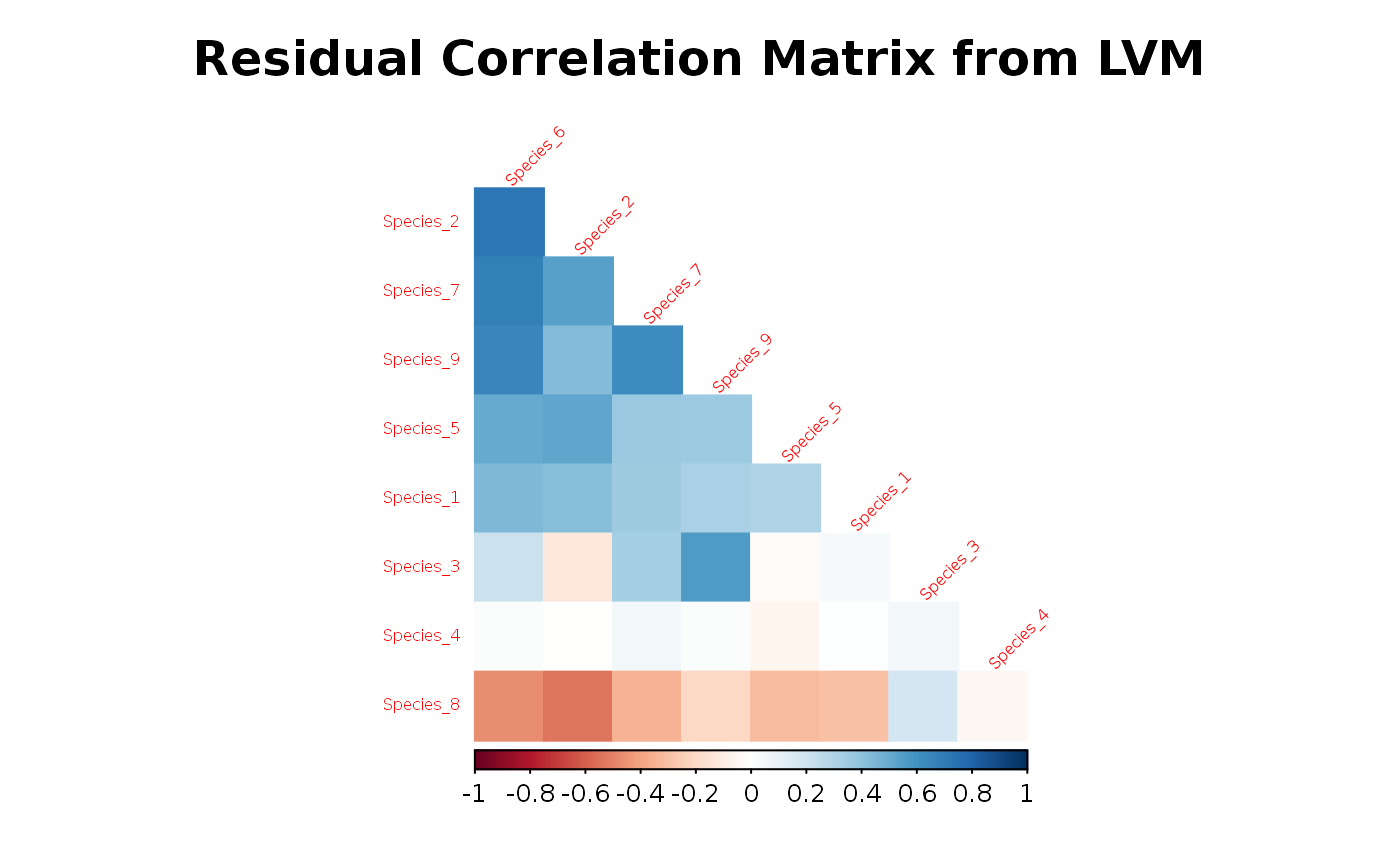 Residual Correlation Matrix from LVM
Species_6
Species_2
Species_2
Species_7
Species_7
Species_9
Species_9
Species_5
Species_5
Species_1
Species_1
Species_3
Species_3
Species_4
Species_4
Species_8
-1 -0.8 -0.6 -0.4 -0.2 0 0.2 0.4 0.6 0.8 1